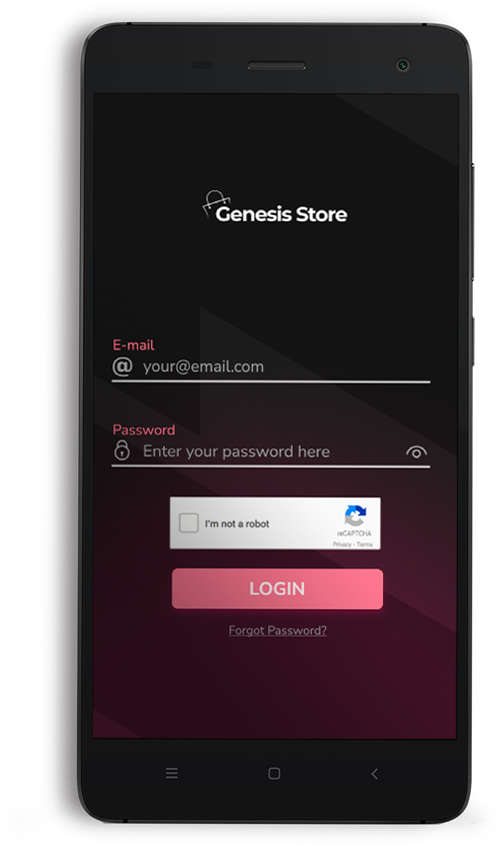 Genesis Store
E-mail
@ your@email.com
Password
Enter your password here
I'm not a robot
reCAPTCHA
Privacy - Terms
LOGIN
Forgot Password?